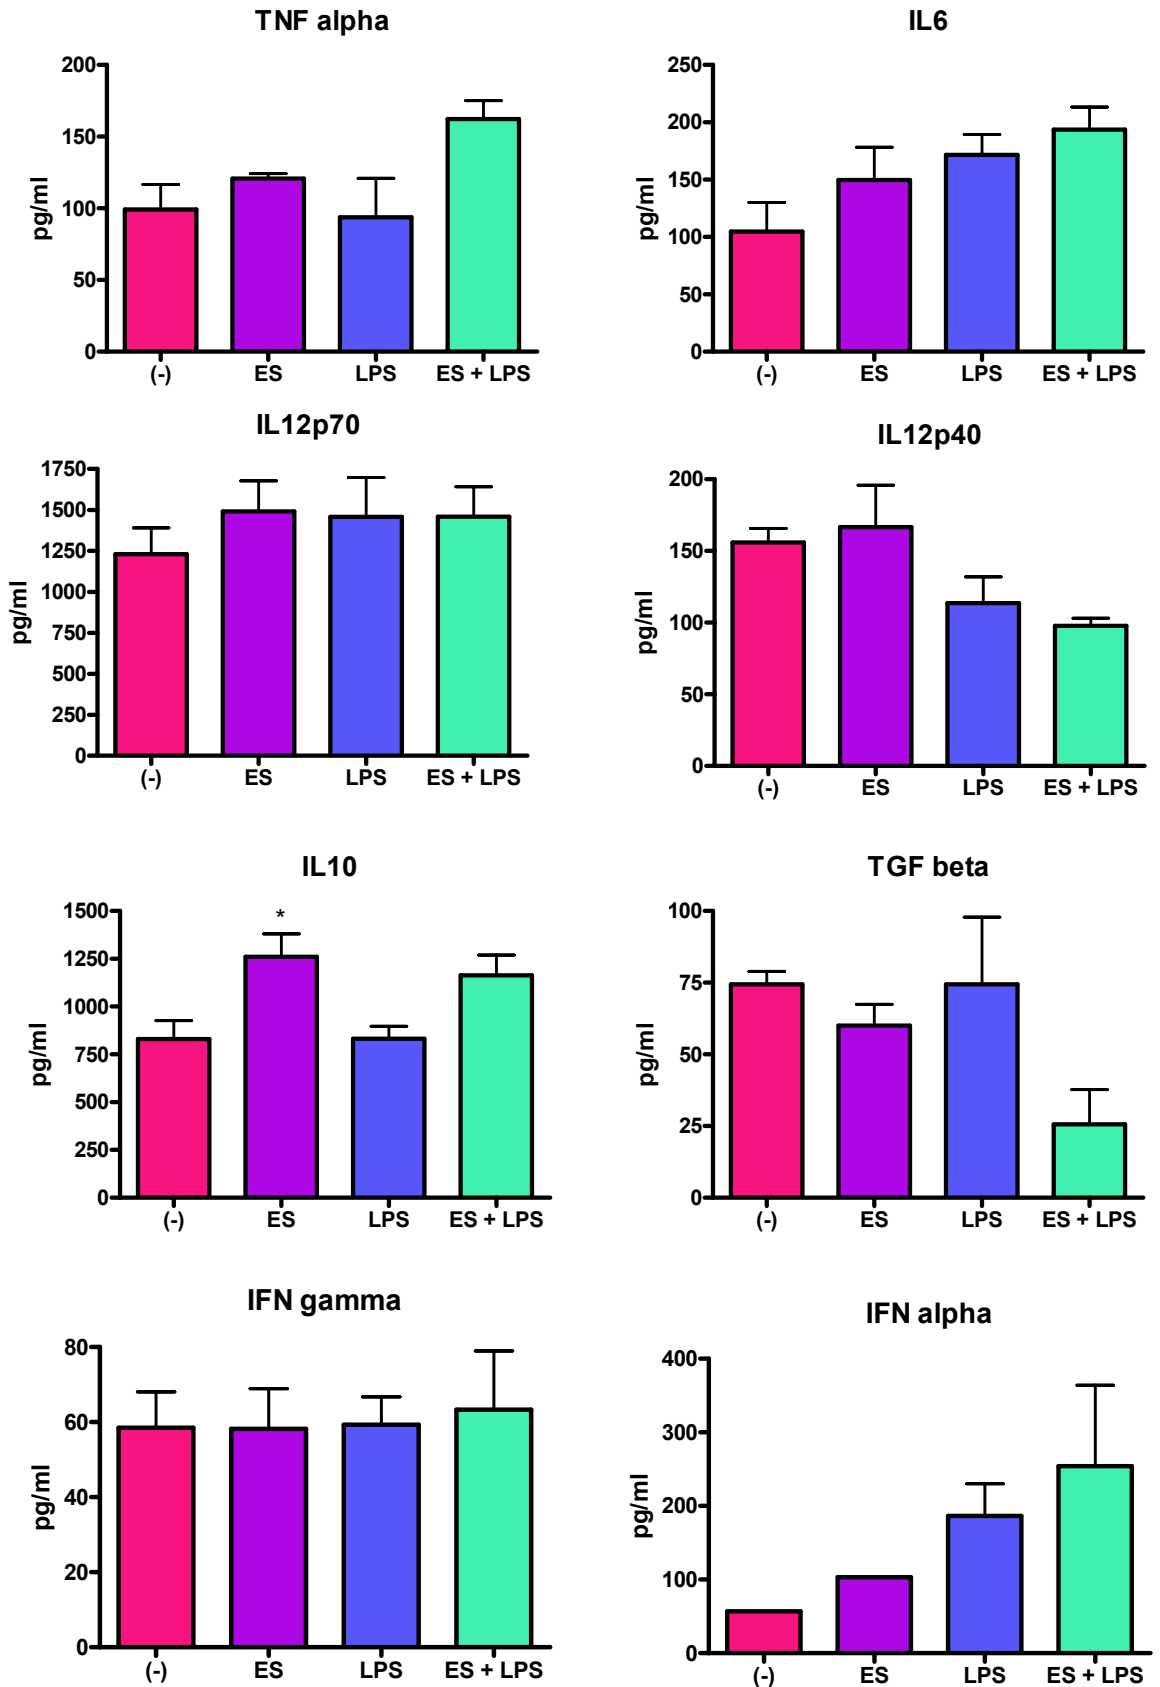 TNF alpha
200
150
100
50
0
pg/ml
(-) ES LPS ES + LPS
IL6
250
200
150
100
50
0
pg/ml
(-) ES LPS ES + LPS
IL12p70
1750
1500
1250
1000
750
500
250
0
pg/ml
(-) ES LPS ES + LPS
IL12p40
200
150
100
50
0
pg/ml
(-) ES LPS ES + LPS
IL10
1500
1250
1000
750
500
250
0
pg/ml
*
(-) ES LPS ES + LPS
TGF beta
100
75
50
25
0
pg/ml
(-) ES LPS ES + LPS
IFN gamma
80
60
40
20
0
pg/ml
(-) ES LPS ES + LPS
IFN alpha
400
300
200
100
0
pg/ml
(-) ES LPS ES + LPS